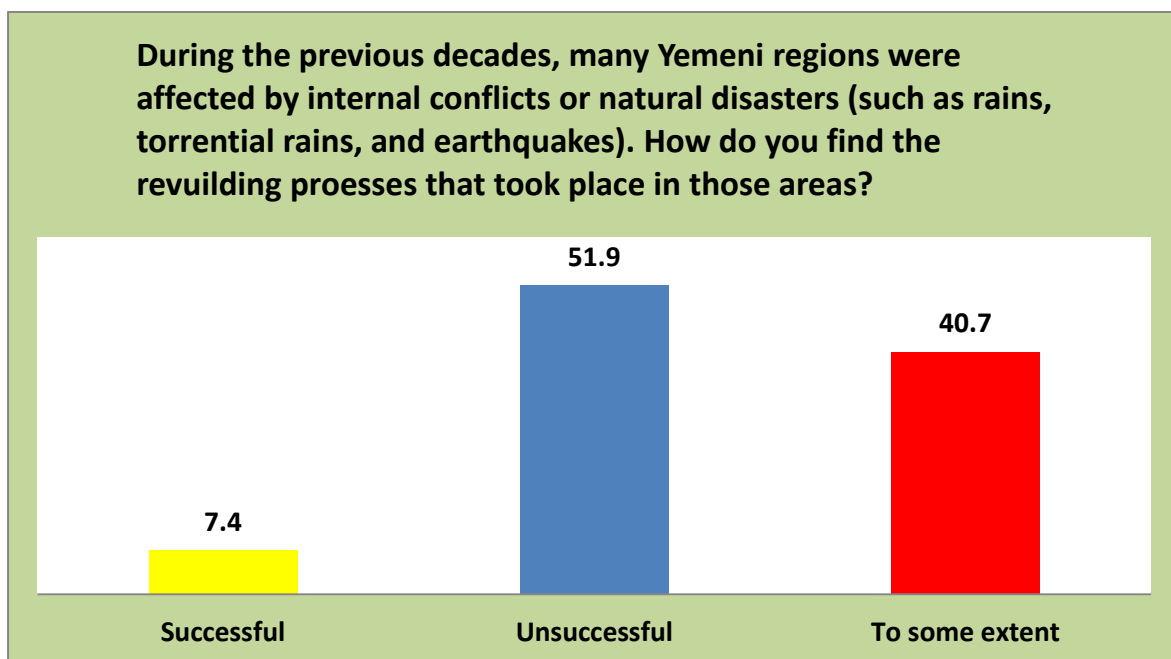 During the previous decades, many Yemeni regions were
affected by internal conflicts or natural disasters (such as rains,
torrential rains, and earthquakes). How do you find the
revuilding proesses that took place in those areas?
51.9
40.7
7.4
Successful Unsuccessful To some extent